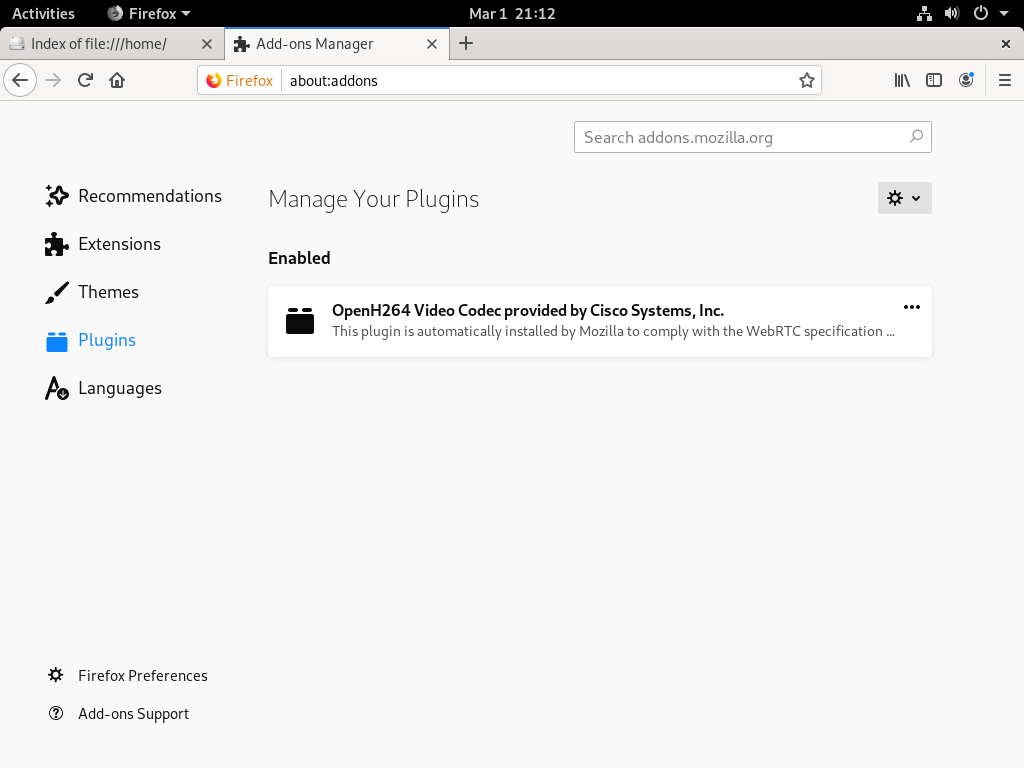 Activities
Firefox
Mar 1 21:12
Index of file:///home/
Add-ons Manager
Firefox
about:addons
Search addons.mozilla.org
Recommendations
Extensions
Themes
Plugins
Languages
Manage Your Plugins
Enabled
OpenH264 Video Codec provided by Cisco Systems, Inc.
This plugin is automatically installed by Mozilla to comply with the WebRTC specification ...
Firefox Preferences
Add-ons Support